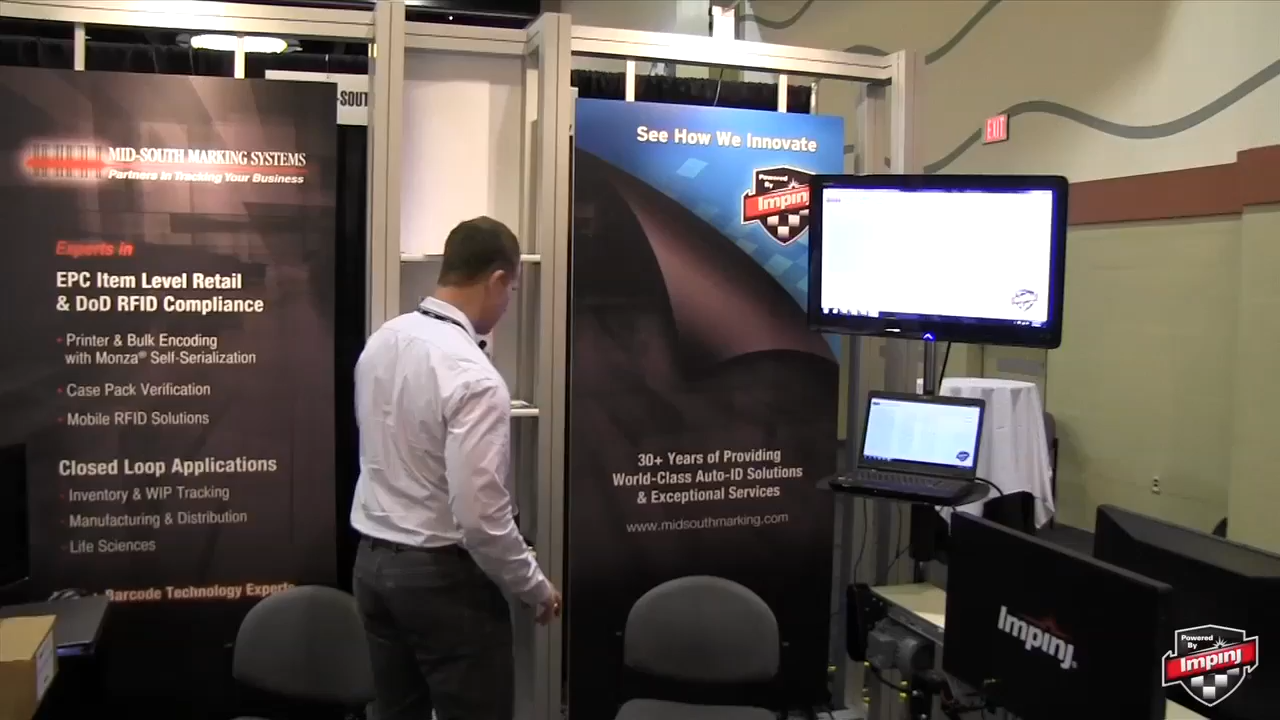 -SOUT
MID-SOUTH MARKING SYSTEMS
Partners in Tracking Your Business
Experts in
EPC Item Level Retail
& DoD RFID Compliance
• Printer & Bulk Encoding
with Monza® Self-Serialization
• Case Pack Verification
• Mobile RFID Solutions
Closed Loop Applications
• Inventory & WIP Tracking
• Manufacturing & Distribution
• Life Sciences
Barcode Technology Experts
See How We Innovate
Powered
By
Impinj
30+ Years of Providing
World-Class Auto-ID Solutions
& Exceptional Services
www.midsouthmarking.com
EXIT
Impinj
Powered
By
Impinj